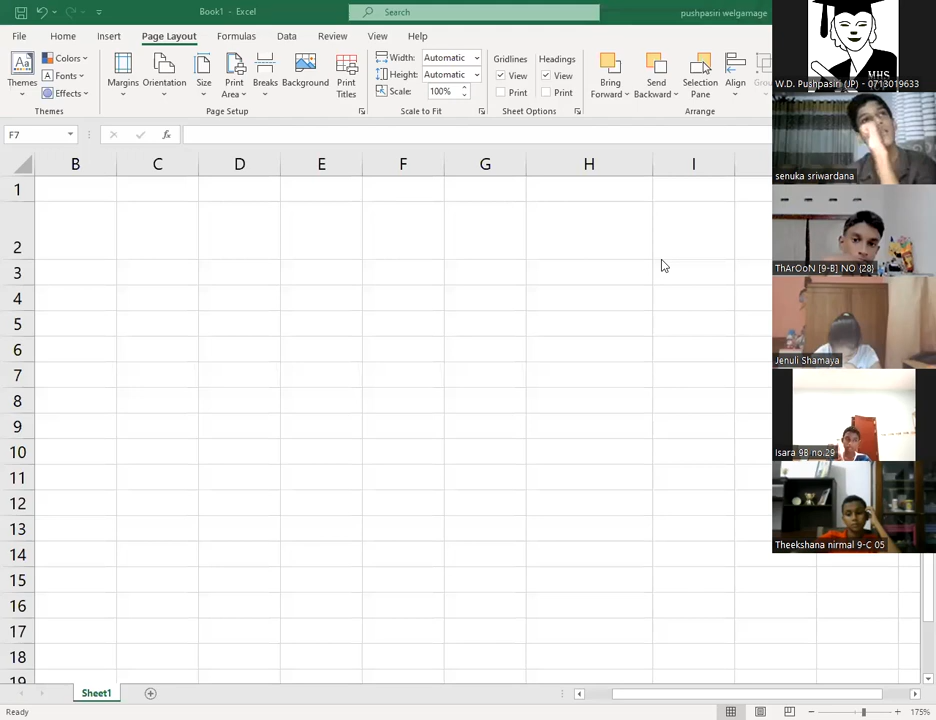 Book1 - Excel
Search
pushpasiri welgamage
File
Home
Insert
Page Layout
Formulas
Data
Review
View
Help
Themes
Colors
Fonts
Effects
Themes
Margins
Orientation
Size
Print Area
Breaks
Background
Print Titles
Page Setup
Width: Automatic
Height: Automatic
Scale: 100%
Scale to Fit
Gridlines
View
Print
Headings
View
Print
Sheet Options
Bring Forward
Send Backward
Selection Pane
Align
Arrange
F7
fx
B C D E F G H I
1
2
3
4
5
6
7
8
9
10
11
12
13
14
15
16
17
18
19
Sheet1
Ready
175%
MHS
W.D. Pushpasiri (JP) - 0713019633
senuka sriwardana
ThArOoN [9-B] NO (28)
Jenuli Shamaya
Isara 9B no.29
Theekshana nirmal 9-C 05